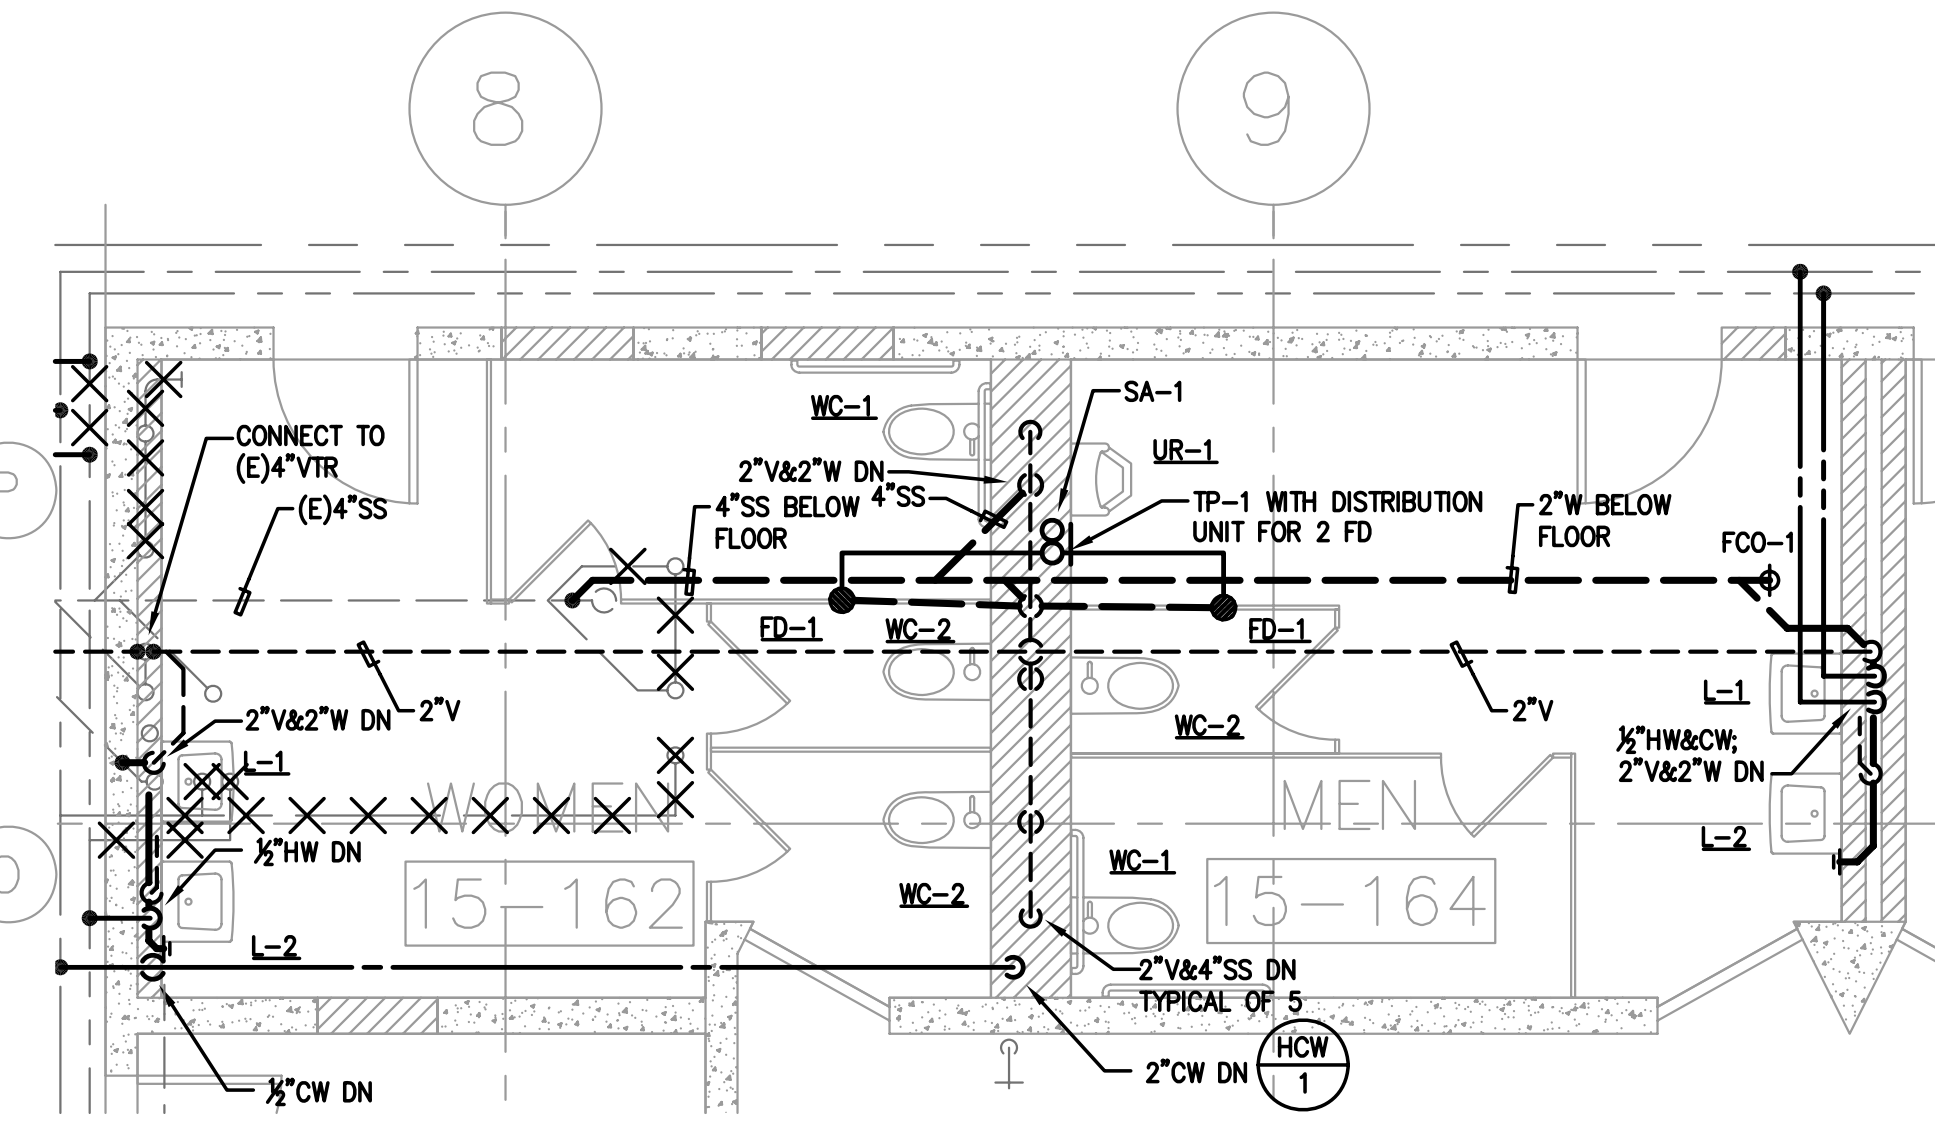 8
9
WC-1
SA-1
CONNECT TO
(E)4"VTR
UR-1
2"V&2"W DN
4"SS
(E)4"SS
4"SS BELOW
FLOOR
TP-1 WITH DISTRIBUTION
UNIT FOR 2 FD
2"W BELOW
FLOOR
FCO-1
FD-1
WC-2
FD-1
2"V
2"V
2"V&2"W DN
L-1
WC-2
L-1
½"HW&CW;
2"V&2"W DN
WOMEN
MEN
L-2
½"HW DN
WC-1
15-162
WC-2
15-164
L-2
2"V&4"SS DN
TYPICAL OF 5
HCW
1
2"CW DN
½"CW DN